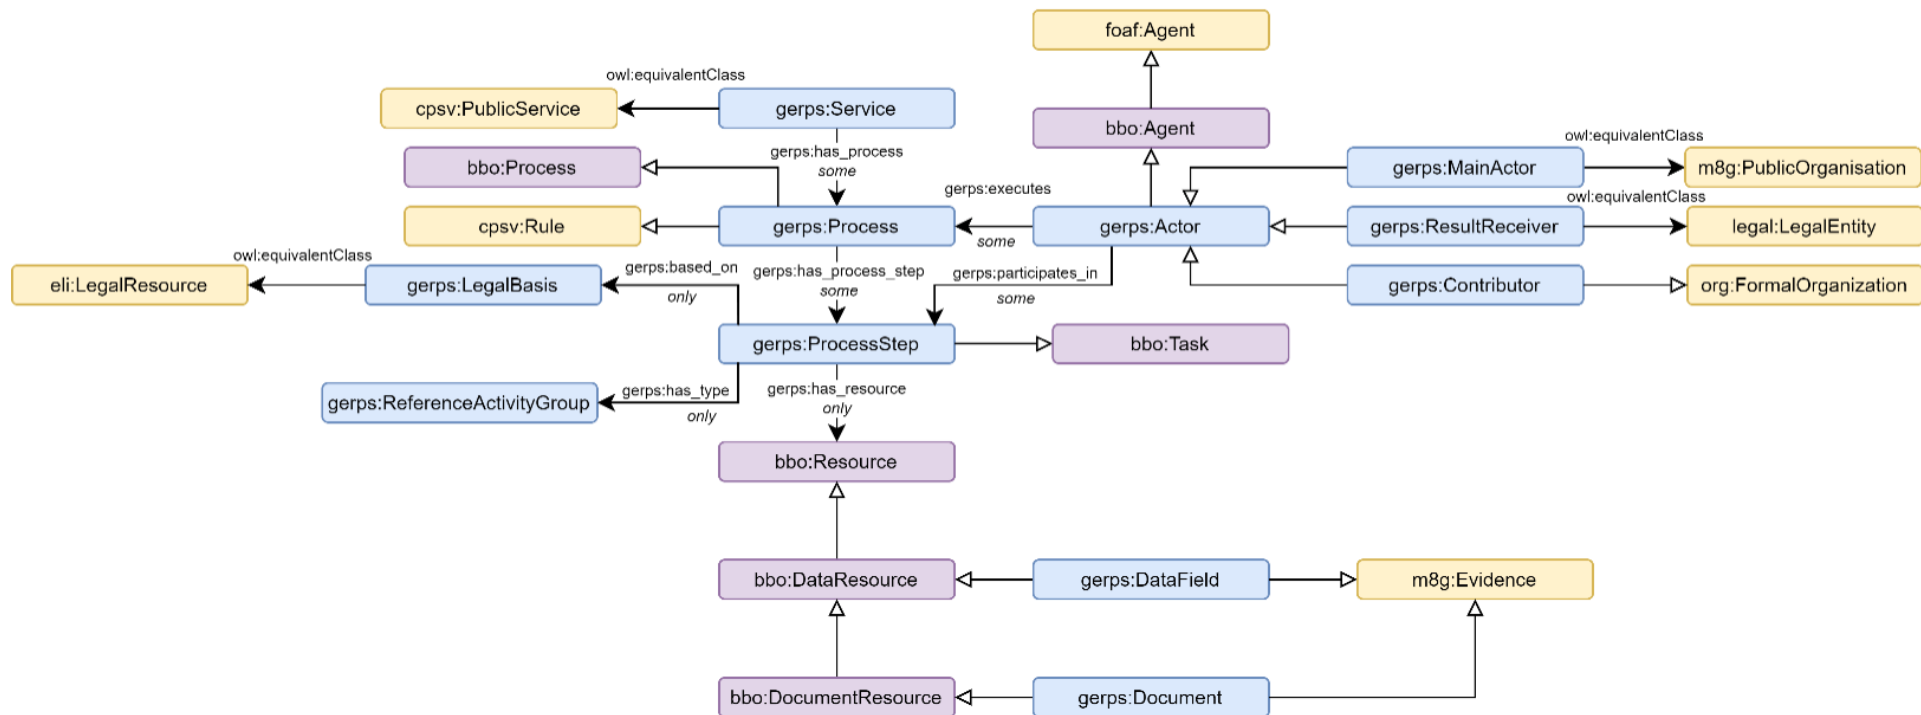 foaf:Agent
owl:equivalentClass
cpsv:PublicService
gerps:Service
bbo:Agent
owl:equivalentClass
gerps:has_process
some
bbo:Process
gerps:MainActor
m8g:PublicOrganisation
gerps:executes
owl:equivalentClass
cpsv:Rule
gerps:Process
some
gerps:Actor
gerps:ResultReceiver
legal:LegalEntity
owl:equivalentClass
gerps:based_on
gerps:has_process_step
gerps:participates_in
eli:LegalResource
gerps:LegalBasis
only
some
some
gerps:Contributor
org:FormalOrganization
gerps:ProcessStep
bbo:Task
gerps:has_type
gerps:has_resource
gerps:ReferenceActivityGroup
only
only
bbo:Resource
bbo:DataResource
gerps:DataField
m8g:Evidence
bbo:DocumentResource
gerps:Document